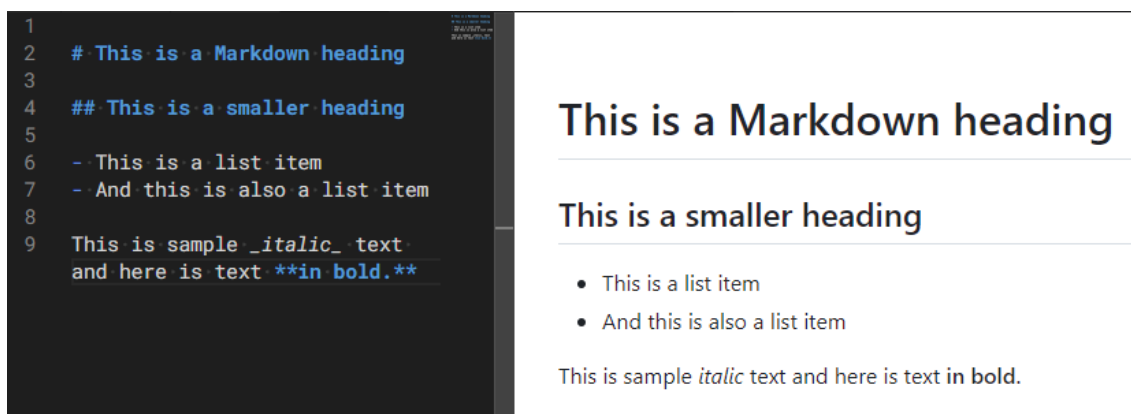 1
2 # This is a Markdown heading
3
4 ## This is a smaller heading
5
6 - This is a list item
7 - And this is also a list item
8
9 This is sample _italic_ text
and here is text **in bold.**
This is a Markdown heading
This is a smaller heading
• This is a list item
• And this is also a list item
This is sample italic text and here is text in bold.